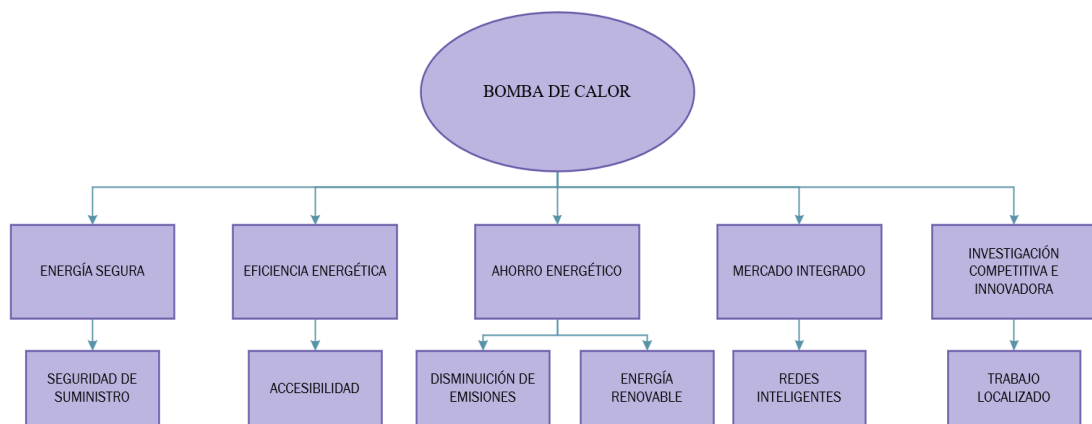 BOMBA DE CALOR
ENERGÍA SEGURA
EFICIENCIA ENERGÉTICA
AHORRO ENERGÉTICO
MERCADO INTEGRADO
INVESTIGACIÓN
COMPETITIVA E
INNOVADORA
SEGURIDAD DE
SUMINISTRO
ACCESIBILIDAD
DISMINUCIÓN DE
EMISIONES
ENERGÍA
RENOVABLE
REDES
INTELIGENTES
TRABAJO
LOCALIZADO